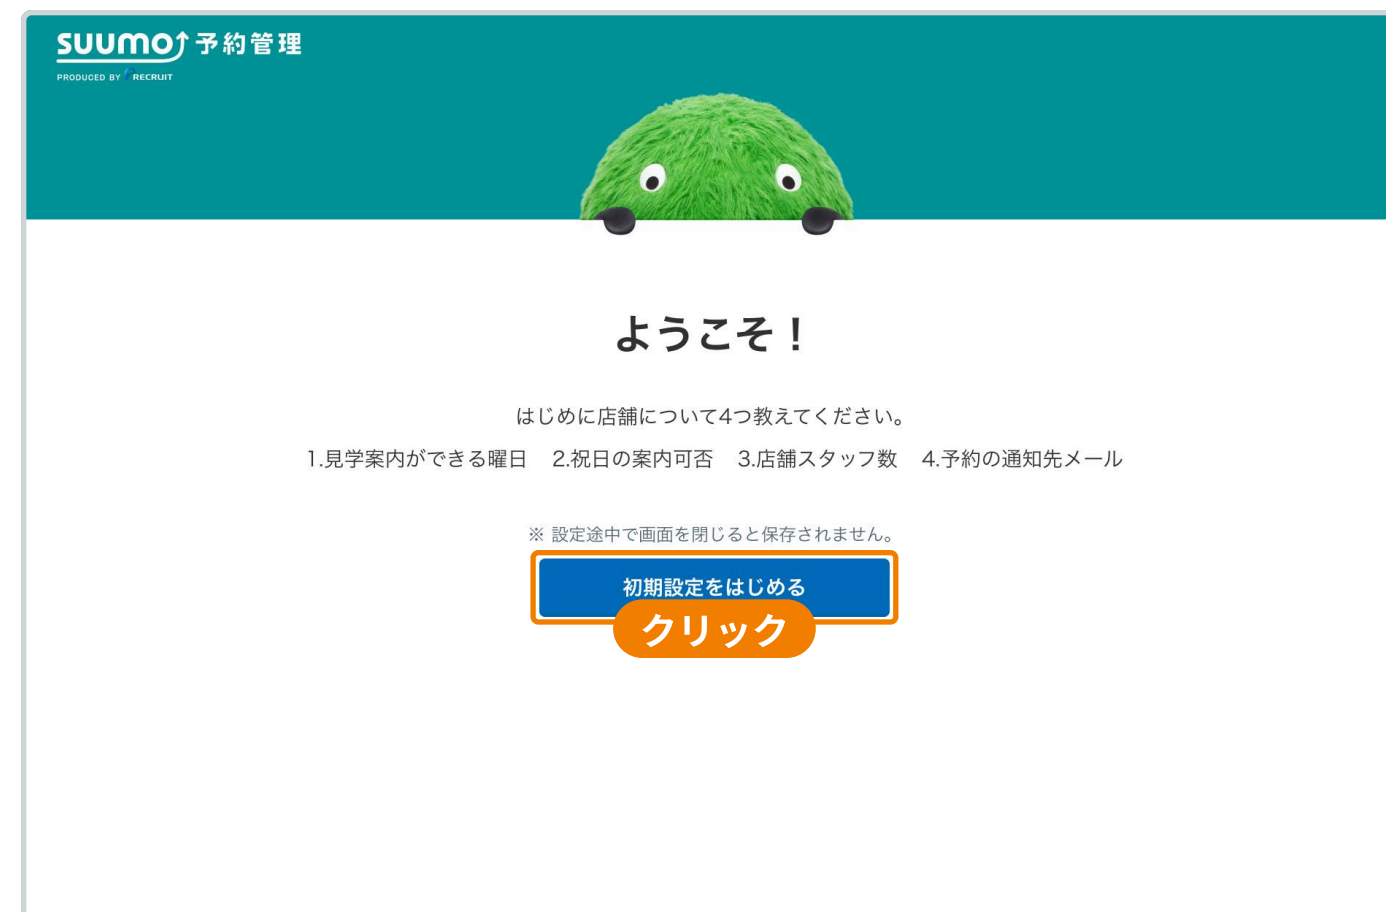 SUUMO 予約管理
PRODUCED BY RECRUIT
ようこそ！
はじめに店舗について4つ教えてください。
1.見学案内ができる曜日 2.祝日の案内可否 3.店舗スタッフ数 4.予約の通知先メール
※ 設定途中で画面を閉じると保存されません。
初期設定をはじめる
クリック